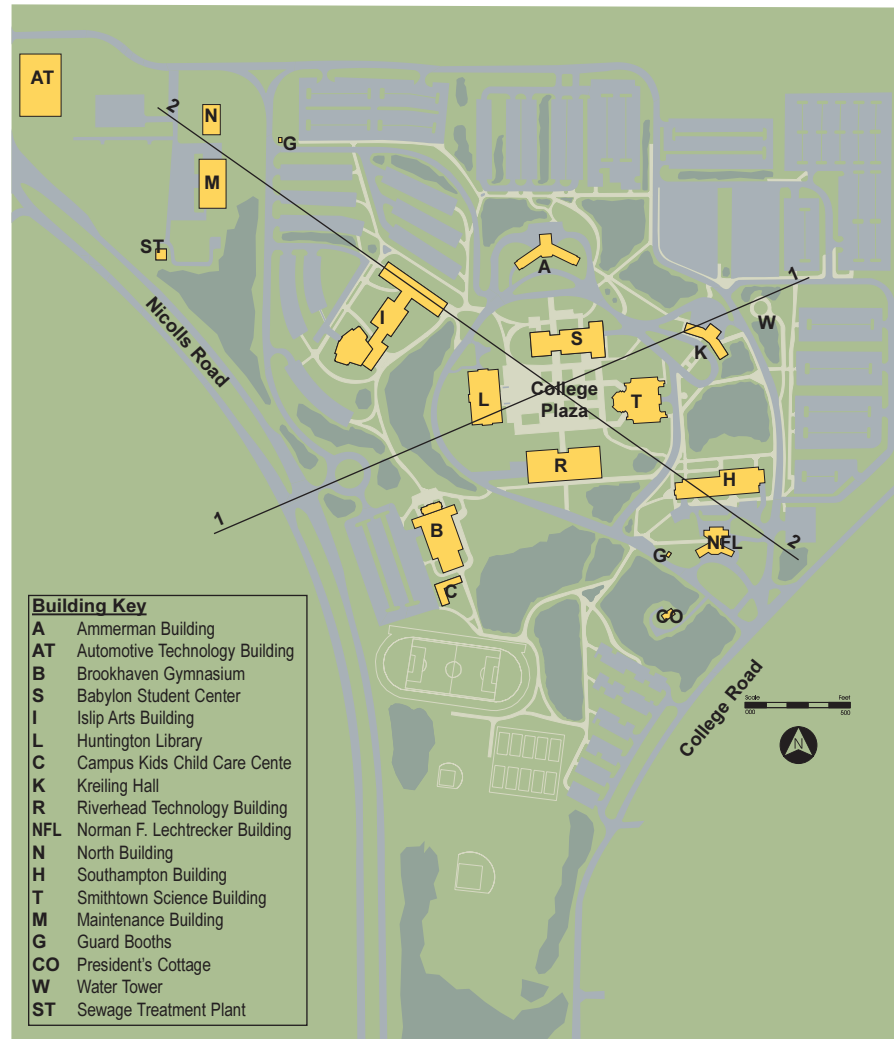 AT
2
N
G
M
ST
A
1
I
W
S
K
Nicolls Road
College
Plaza
L
T
R
H
1
B
NFL
2
G
C
CO
Building Key
A Ammerman Building
AT Automotive Technology Building
B Brookhaven Gymnasium
S Babylon Student Center
I Islip Arts Building
L Huntington Library
C Campus Kids Child Care Cente
K Kreiling Hall
R Riverhead Technology Building
NFL Norman F. Lechtrecker Building
N North Building
H Southampton Building
T Smithtown Science Building
M Maintenance Building
G Guard Booths
CO President's Cottage
W Water Tower
ST Sewage Treatment Plant
College Road
Scale Feet
000 500
N